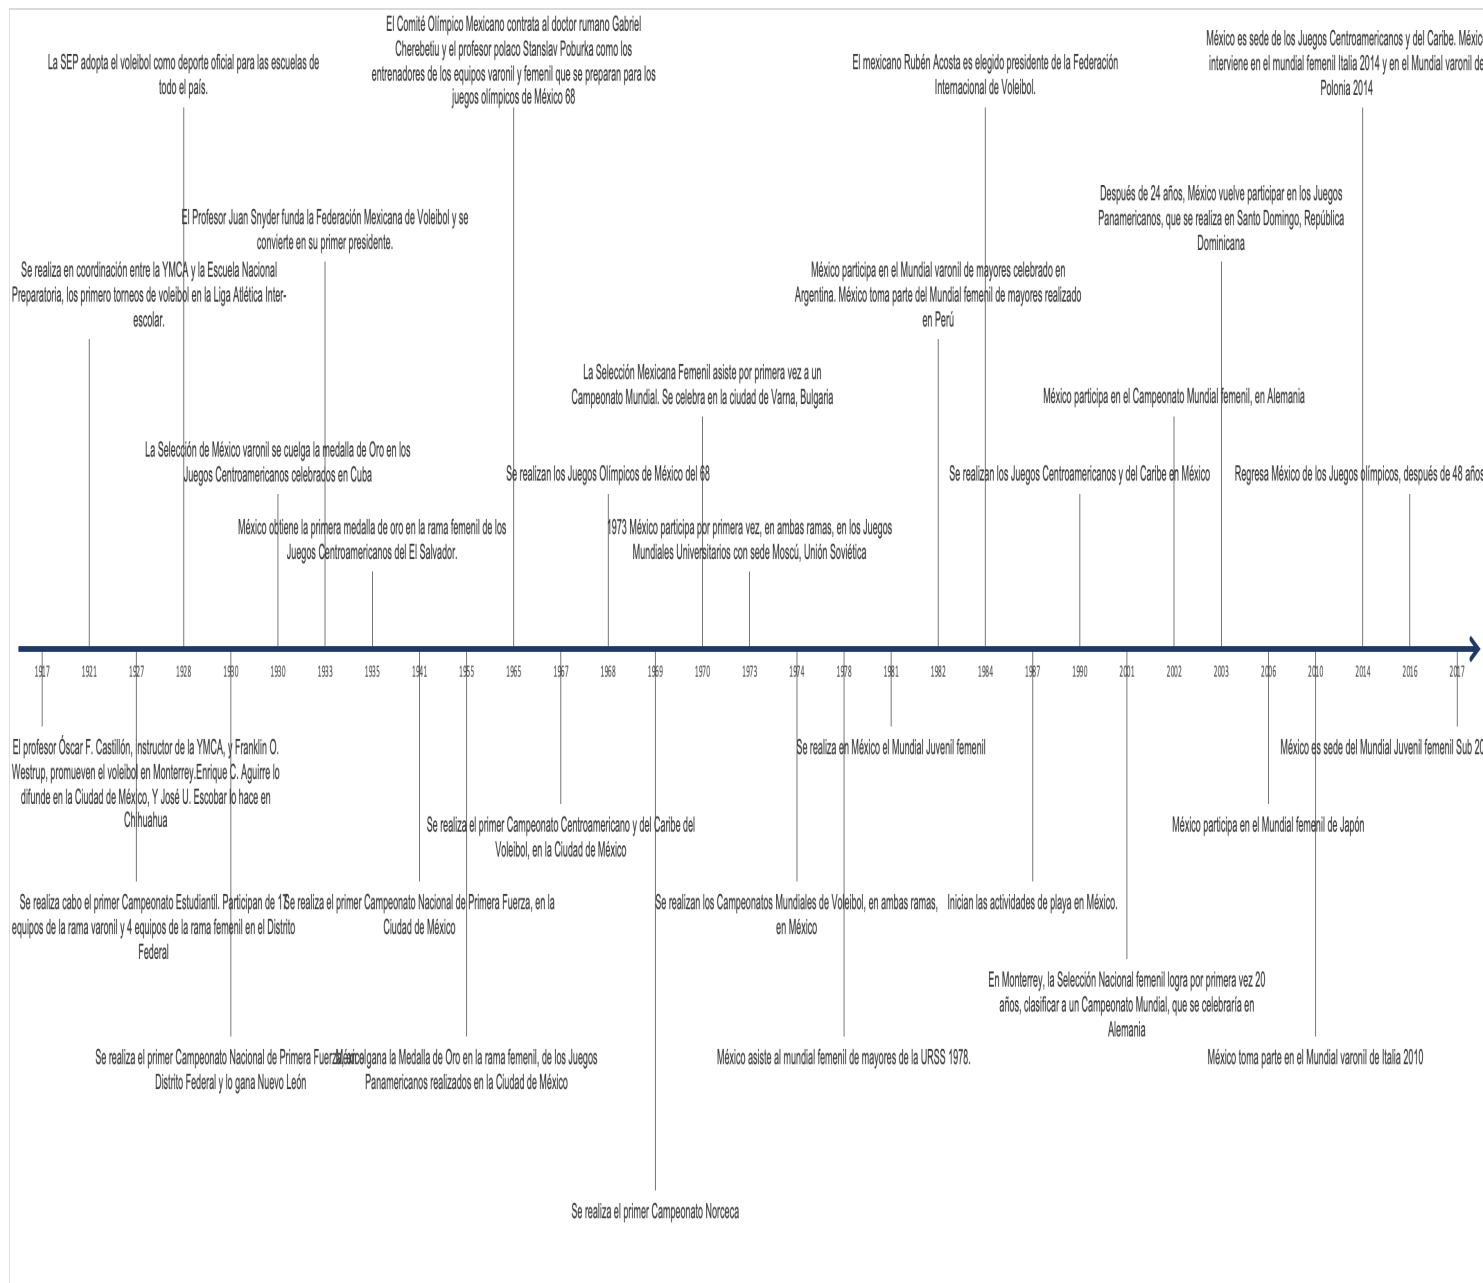 El Comité Olímpico Mexicano contrata al doctor rumano Gabriel
Cherebetiu y el profesor polaco Stanslav Poburka como los
entrenadores de los equipos varonil y femenil que se preparan para los
juegos olímpicos de México 68
La SEP adopta el voleibol como deporte oficial para las escuelas de
todo el país.
El mexicano Rubén Acosta es elegido presidente de la Federación
Internacional de Voleibol.
México es sede de los Juegos Centroamericanos y del Caribe. México
interviene en el mundial femenil Italia 2014 y en el Mundial varonil de
Polonia 2014
El Profesor Juan Snyder funda la Federación Mexicana de Voleibol y se
convierte en su primer presidente.
Después de 24 años, México vuelve participar en los Juegos
Panamericanos, que se realiza en Santo Domingo, República
Dominicana
Se realiza en coordinación entre la YMCA y la Escuela Nacional
Preparatoria, los primero torneos de voleibol en la Liga Atlética Inter-
escolar.
México participa en el Mundial varonil de mayores celebrado en
Argentina. México toma parte del Mundial femenil de mayores realizado
en Perú
La Selección Mexicana Femenil asiste por primera vez a un
Campeonato Mundial. Se celebra en la ciudad de Varna, Bulgaria
México participa en el Campeonato Mundial femenil, en Alemania
La Selección de México varonil se cuelga la medalla de Oro en los
Juegos Centroamericanos celebrados en Cuba
Se realizan los Juegos Olímpicos de México del 68
Se realizan los Juegos Centroamericanos y del Caribe en México
Regresa México de los Juegos olímpicos, después de 48 años
México obtiene la primera medalla de oro en la rama femenil de los
Juegos Centroamericanos del El Salvador.
1973 México participa por primera vez, en ambas ramas, en los Juegos
Mundiales Universitarios con sede Moscú, Unión Soviética
1917 1921 1927 1928 1930 1930 1933 1935 1941 1955 1965 1967 1968 1969 1970 1973 1974 1978 1981 1982 1984 1987 1990 2001 2002 2003 2006 2010 2014 2016 2017
El profesor Óscar F. Castillón, instructor de la YMCA, y Franklin O.
Westrup, promueven el voleibol en Monterrey.Enrique C. Aguirre lo
difunde en la Ciudad de México, Y José U. Escobar lo hace en
Chihuahua
Se realiza en México el Mundial Juvenil femenil
México es sede del Mundial Juvenil femenil Sub 20
Se realiza el primer Campeonato Centroamericano y del Caribe del
Voleibol, en la Ciudad de México
México participa en el Mundial femenil de Japón
Se realiza cabo el primer Campeonato Estudiantil. Participan de
equipos de la rama varonil y 4 equipos de la rama femenil en el Distrito
Federal
Se realiza el primer Campeonato Nacional de Primera Fuerza, en la
Ciudad de México
Se realizan los Campeonatos Mundiales de Voleibol, en ambas ramas,
en México
Inician las actividades de playa en México.
En Monterrey, la Selección Nacional femenil logra por primera vez 20
años, clasificar a un Campeonato Mundial, que se celebraría en
Alemania
Se realiza el primer Campeonato Nacional de Primera Fuerza,
Distrito Federal y lo gana Nuevo León
México gana la Medalla de Oro en la rama femenil, de los Juegos
Panamericanos realizados en la Ciudad de México
México asiste al mundial femenil de mayores de la URSS 1978.
México toma parte en el Mundial varonil de Italia 2010
Se realiza el primer Campeonato Norceca